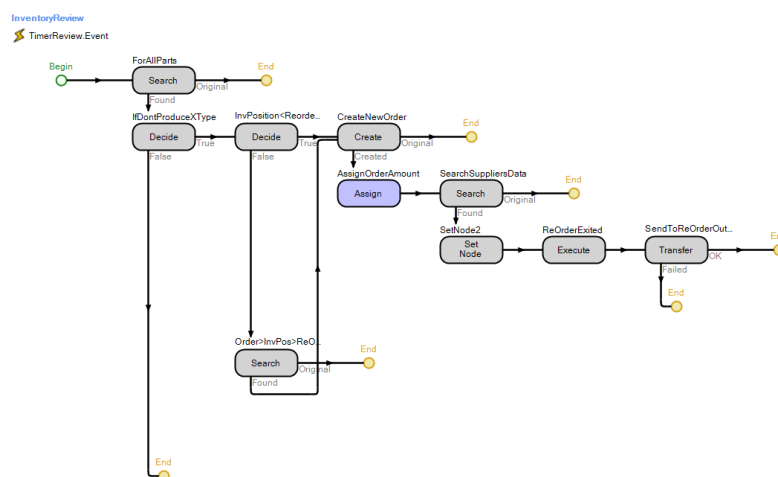 InventoryReview
TimerReview.Event
Begin
ForAllParts
Search
Original
Found
End
IfDontProduceXType
Decide
True
False
InvPosition<Reorde...
Decide
True
False
CreateNewOrder
Create
Original
Created
End
AssignOrderAmount
Assign
SearchSuppliersData
Search
Original
Found
End
SetNode2
Set
Node
ReOrderExited
Execute
SendToReOrderOut...
Transfer
OK
Failed
En
End
Order>InvPos>ReO...
Search
Original
Found
End
End